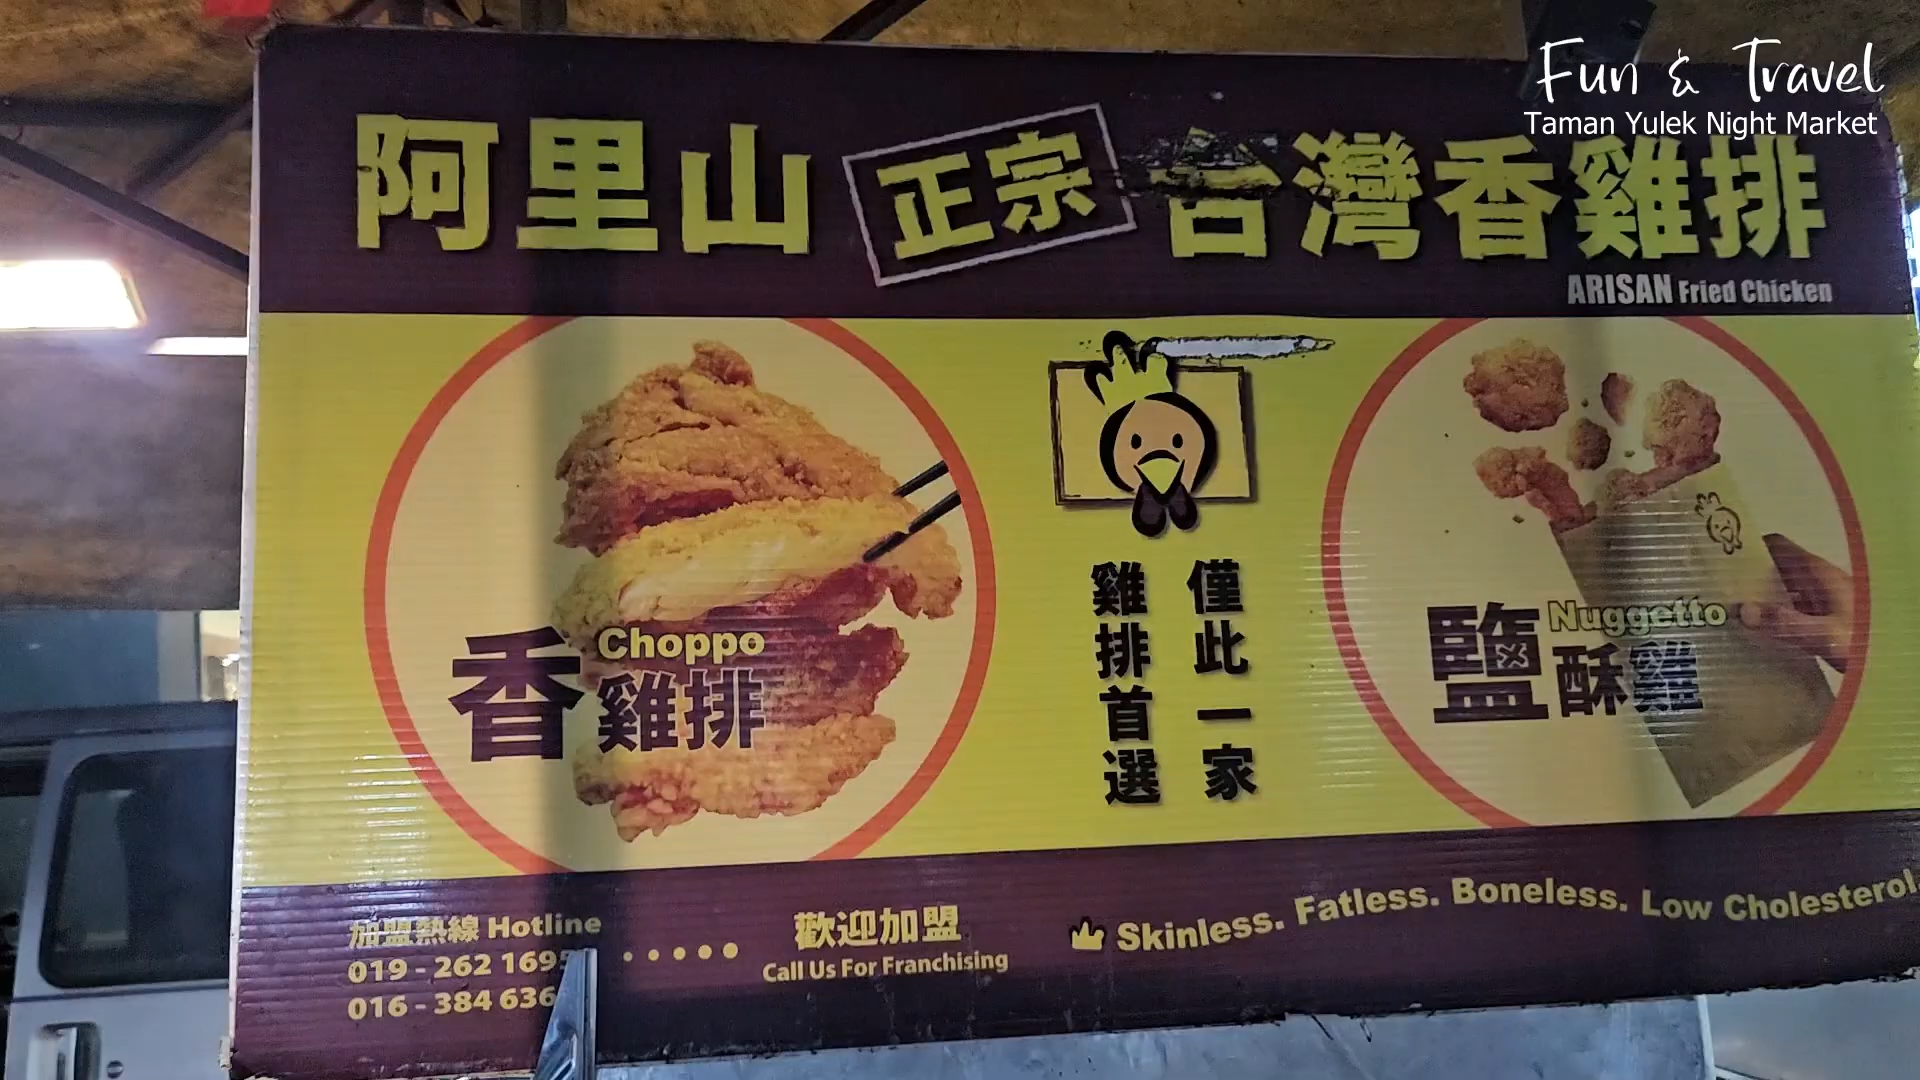 Fun & Travel
Taman Yulek Night Market
阿里山 正宗 台灣香雞排
ARISAN Fried Chicken
香雞排
Choppo
僅此一家
雞排首選
Nuggetto
鹽酥雞
加盟熱線 Hotline
019 - 262 169
016 - 384 636
歡迎加盟
Call Us For Franchising
Skinless. Fatless. Boneless. Low Cholesterol.